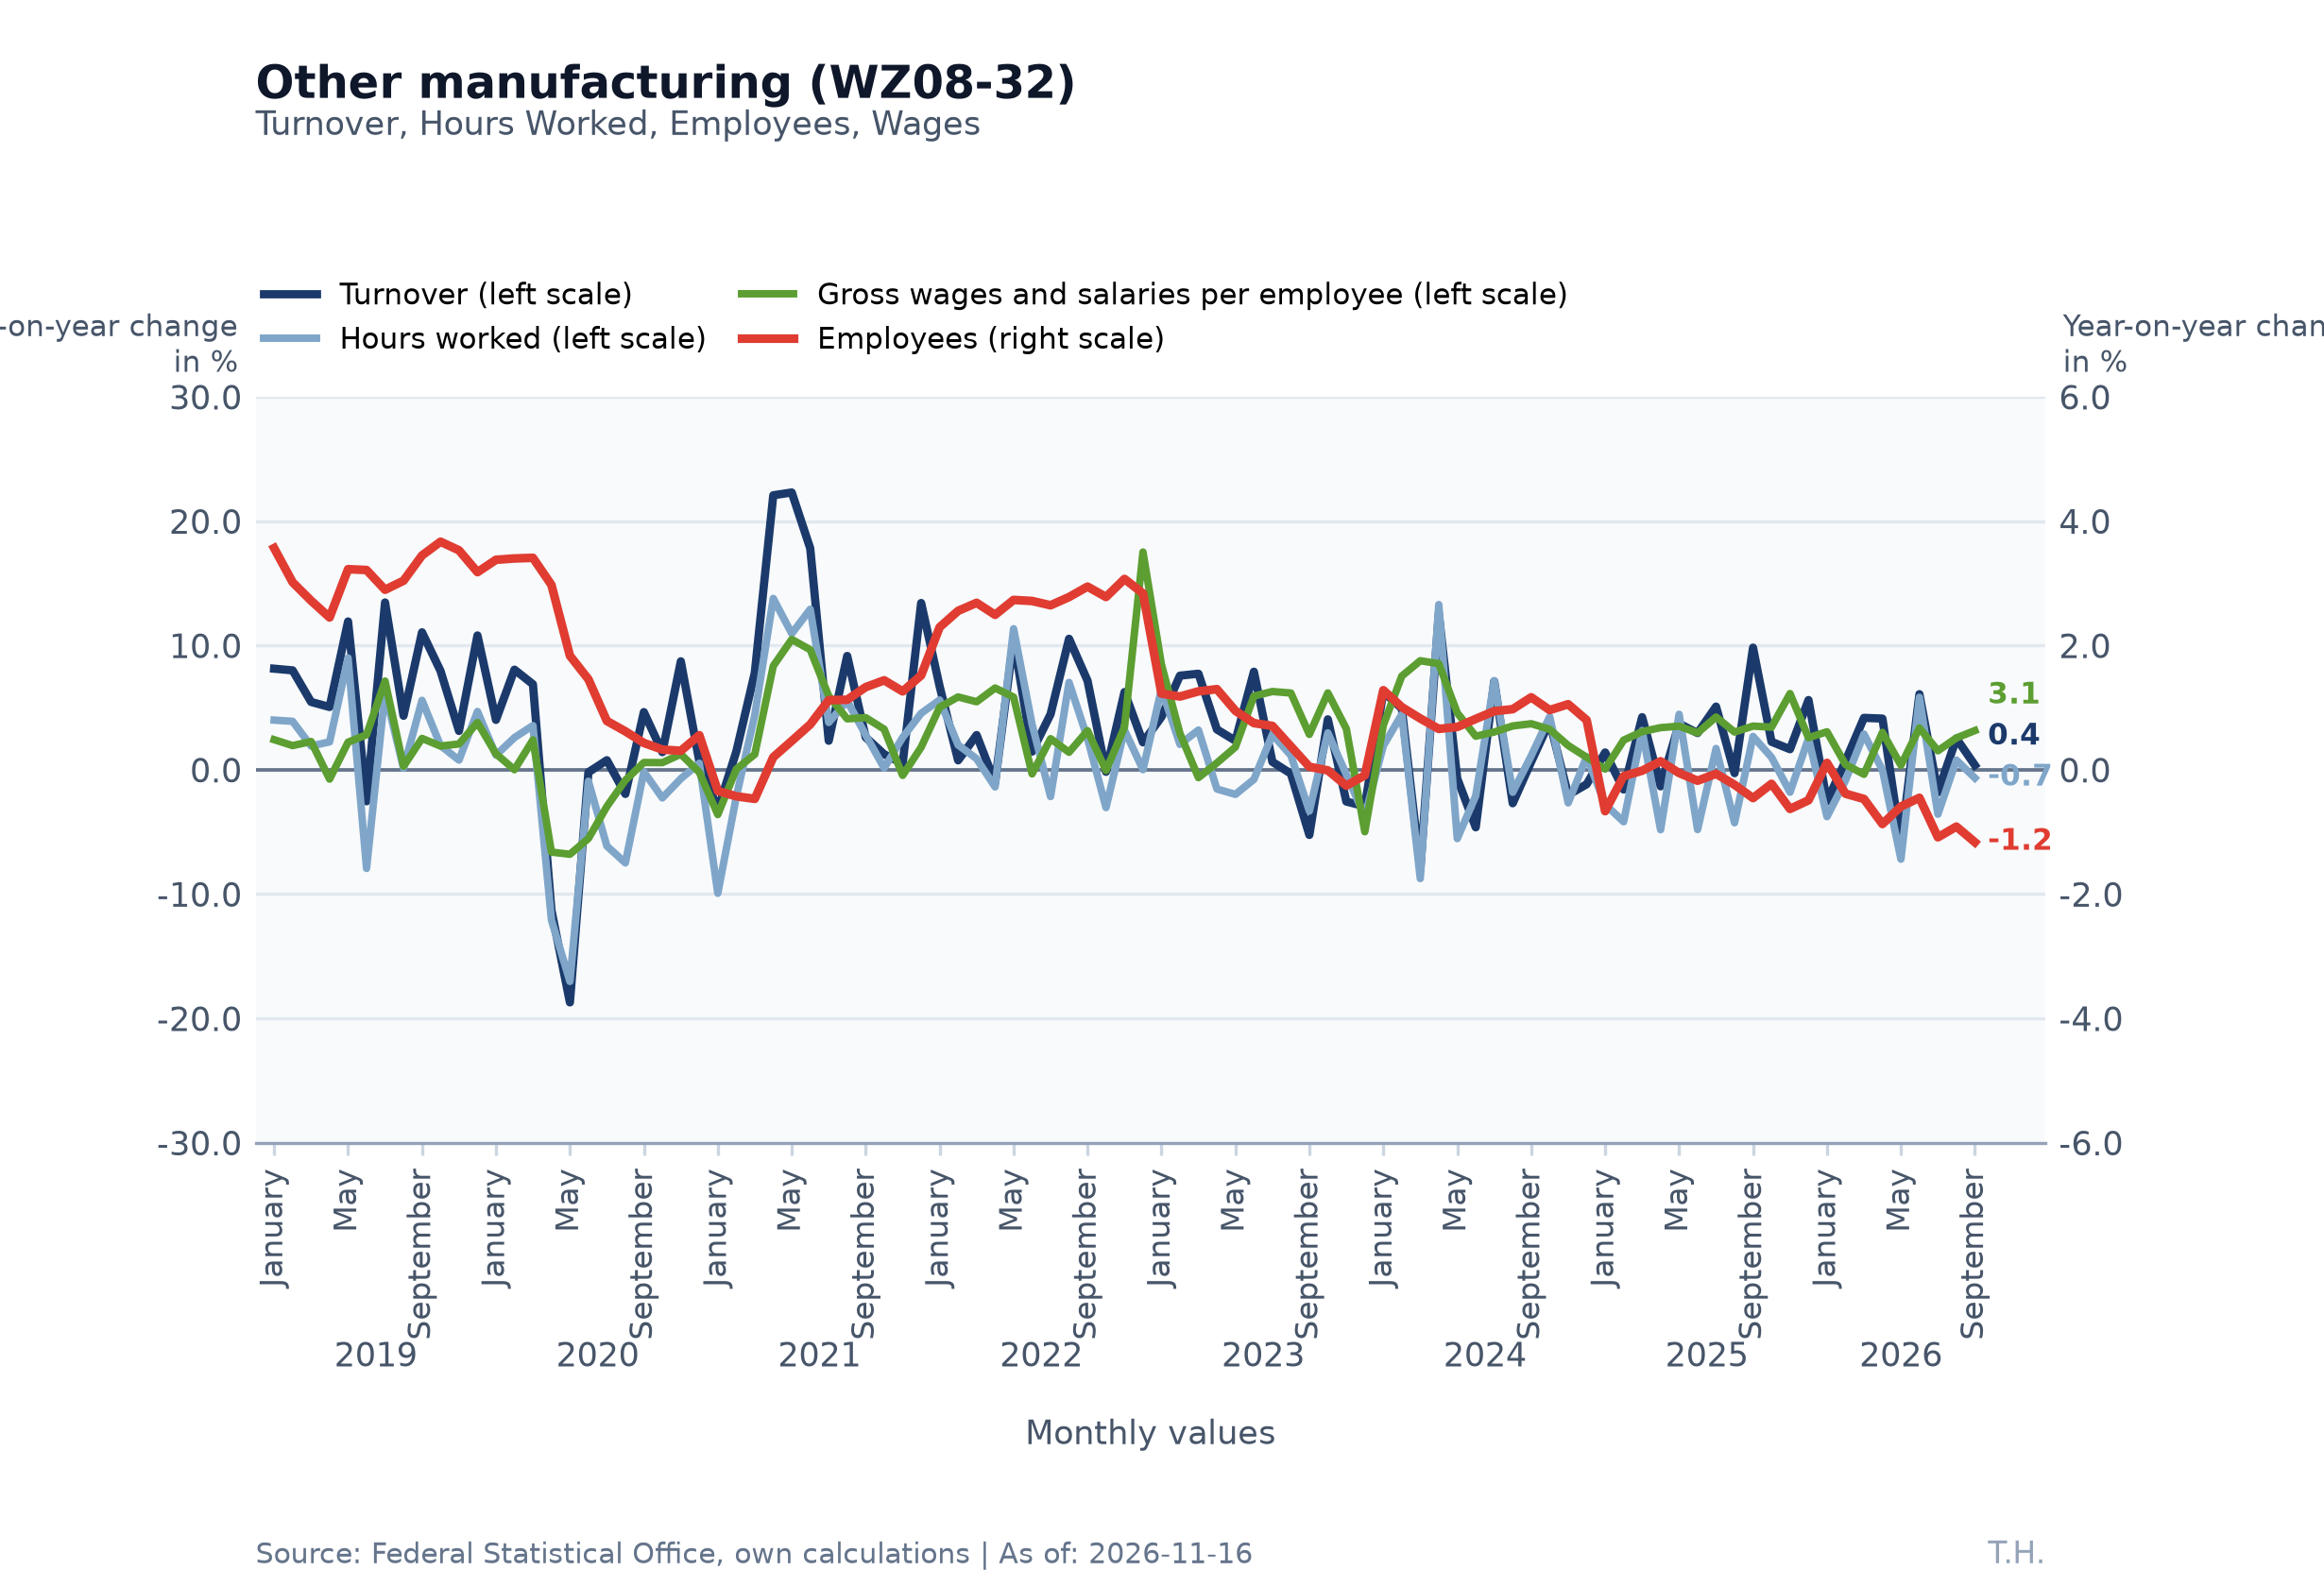 Other manufacturing (WZ08-32)
Turnover, Hours Worked, Employees, Wages
Turnover (left scale)
Gross wages and salaries per employee (left scale)
Hours worked (left scale)
Employees (right scale)
-on-year change
in %
Year-on-year chan
in %
30.0
20.0
10.0
0.0
-10.0
-20.0
-30.0
6.0
4.0
2.0
0.0
-2.0
-4.0
-6.0
3.1
0.4
-0.7
-1.2
January
May
September
January
May
September
January
May
September
January
May
September
January
May
September
January
May
September
January
May
September
January
May
September
2019
2020
2021
2022
2023
2024
2025
2026
Monthly values
Source: Federal Statistical Office, own calculations | As of: 2026-11-16
T.H.